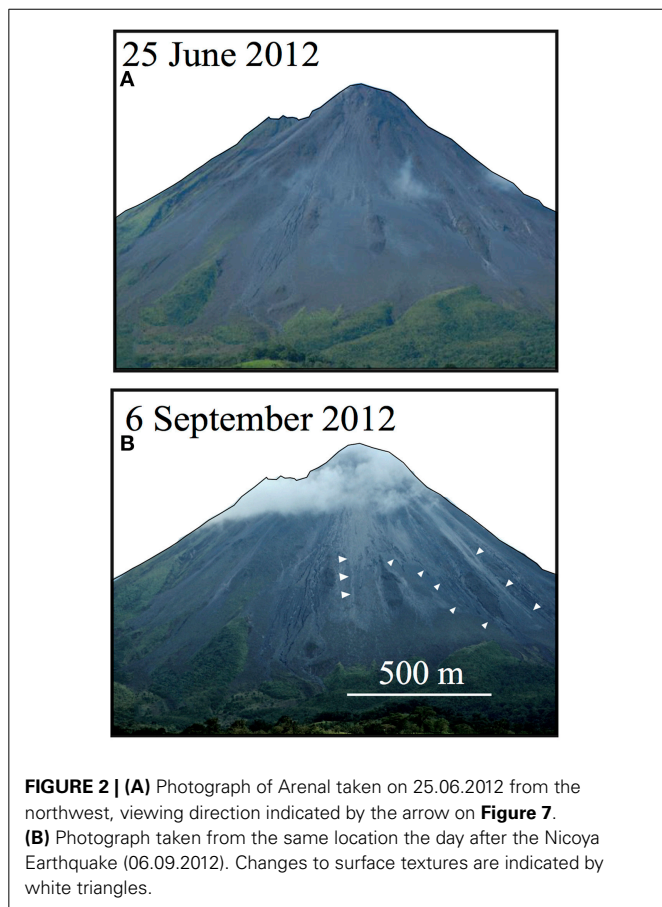 25 June 2012
A
6 September 2012
B
500 m
FIGURE 2 | (A) Photograph of Arenal taken on 25.06.2012 from the
northwest, viewing direction indicated by the arrow on Figure 7.
(B) Photograph taken from the same location the day after the Nicoya
Earthquake (06.09.2012). Changes to surface textures are indicated by
white triangles.